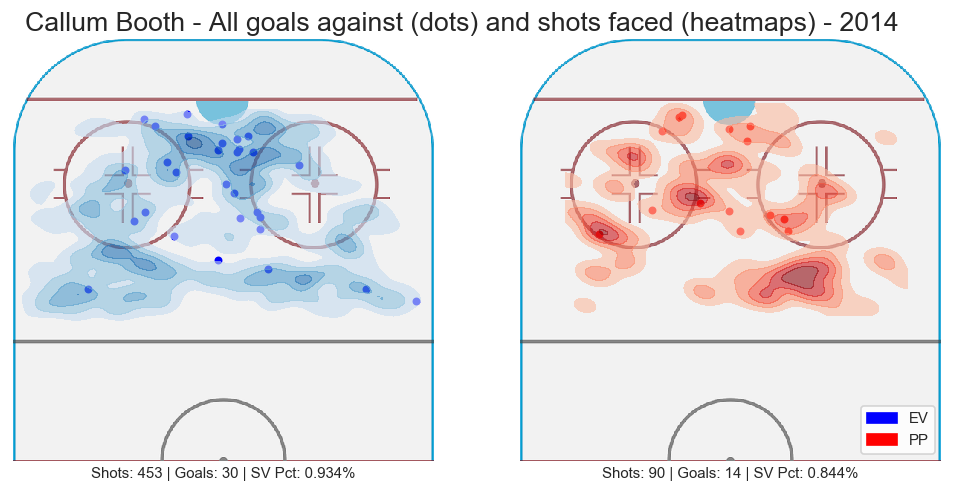 Callum Booth - All goals against (dots) and shots faced (heatmaps) - 2014
EV
PP
Shots: 453 | Goals: 30 | SV Pct: 0.934%
Shots: 90 | Goals: 14 | SV Pct: 0.844%